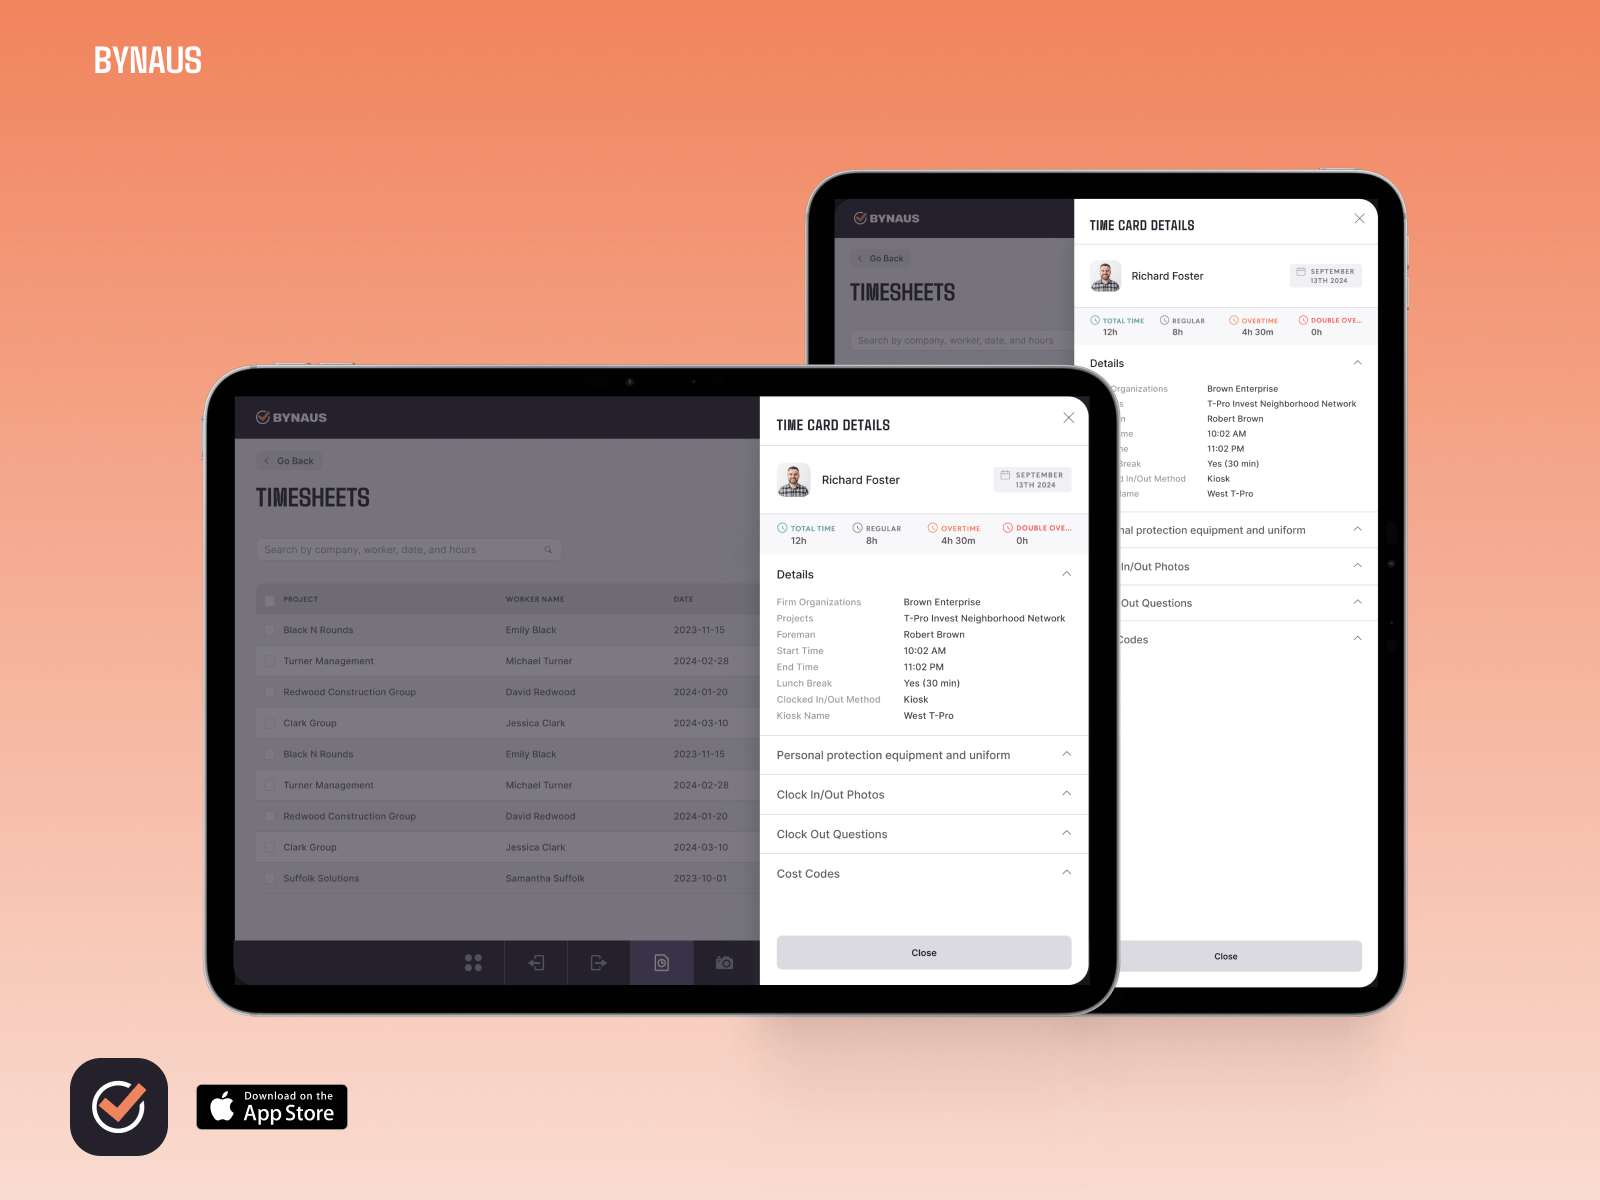 BYNAUS
BYNAUS
Go Back
TIMESHEETS
Search by company, worker, date, and hours
TIME CARD DETAILS
Richard Foster
SEPTEMBER
13TH 2024
TOTAL TIME REGULAR OVERTIME DOUBLE OVE...
12h 8h 4h 30m 0h
Details
Organizations Brown Enterprise
T-Pro Invest Neighborhood Network
Robert Brown
10:02 AM
11:02 PM
Break Yes (30 min)
In/Out Method Kiosk
West T-Pro
protection equipment and uniform
In/Out Photos
Out Questions
Close
BYNAUS
Go Back
TIMESHEETS
Search by company, worker, date, and hours
PROJECT WORKER NAME DATE
Black N Rounds Emily Black 2023-11-15
Turner Management Michael Turner 2024-02-28
Redwood Construction Group David Redwood 2024-01-20
Clark Group Jessica Clark 2024-03-10
Black N Rounds Emily Black 2023-11-15
Turner Management Michael Turner 2024-02-28
Redwood Construction Group David Redwood 2024-01-20
Clark Group Jessica Clark 2024-03-10
Suffolk Solutions Samantha Suffolk 2023-10-01
TIME CARD DETAILS
Richard Foster
SEPTEMBER
13TH 2024
TOTAL TIME REGULAR OVERTIME DOUBLE OVE...
12h 8h 4h 30m 0h
Details
Firm Organizations Brown Enterprise
Projects T-Pro Invest Neighborhood Network
Foreman Robert Brown
Start Time 10:02 AM
End Time 11:02 PM
Lunch Break Yes (30 min)
Clocked In/Out Method Kiosk
Kiosk Name West T-Pro
Personal protection equipment and uniform
Clock In/Out Photos
Clock Out Questions
Cost Codes
Close
Download on the
App Store